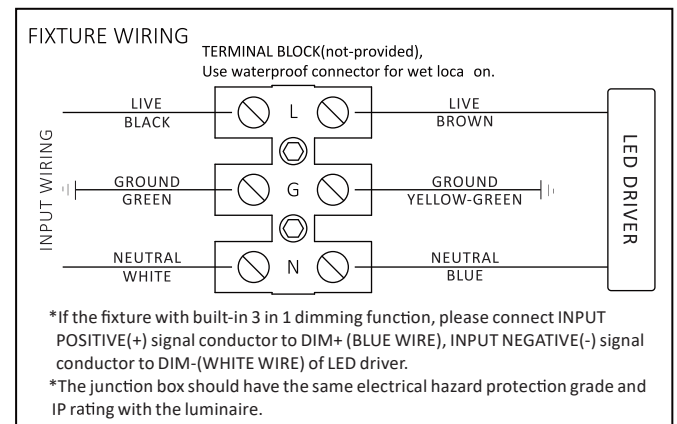 FIXTURE WIRING
TERMINAL BLOCK(not-provided),
Use waterproof connector for wet loca on.
LIVE
BLACK
L
LIVE
BROWN
INPUT WIRING
GROUND
GREEN
G
GROUND
YELLOW-GREEN
LED DRIVER
NEUTRAL
WHITE
N
NEUTRAL
BLUE
*If the fixture with built-in 3 in 1 dimming function, please connect INPUT
POSITIVE(+) signal conductor to DIM+ (BLUE WIRE), INPUT NEGATIVE(-) signal
conductor to DIM-(WHITE WIRE) of LED driver.
*The junction box should have the same electrical hazard protection grade and
IP rating with the luminaire.